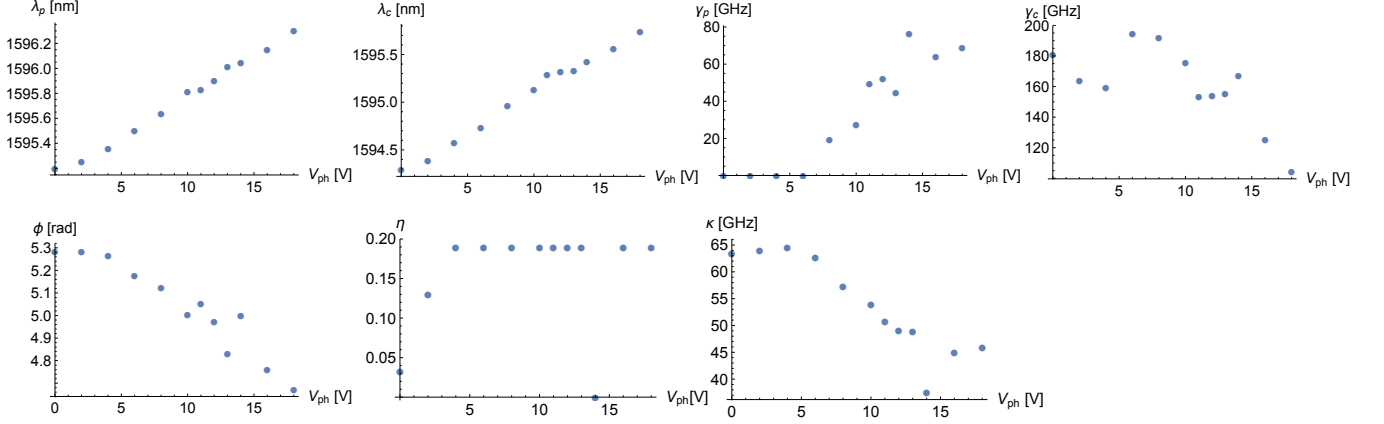 λp [nm]
1596.2
1596.0
1595.8
1595.6
1595.4
5 10 15 Vph [V]
λc [nm]
1595.5
1595.0
1594.5
5 10 15 Vph [V]
γp [GHz]
80
60
40
20
5 10 15 Vph [V]
γc [GHz]
200
180
160
140
120
5 10 15 Vph [V]
ϕ [rad]
5.3
5.2
5.1
5.0
4.9
4.8
0 5 10 15 Vph [V]
η
0.20
0.15
0.10
0.05
5 10 15 Vph[V]
κ [GHz]
65
60
55
50
45
40
0 5 10 15 Vph [V]